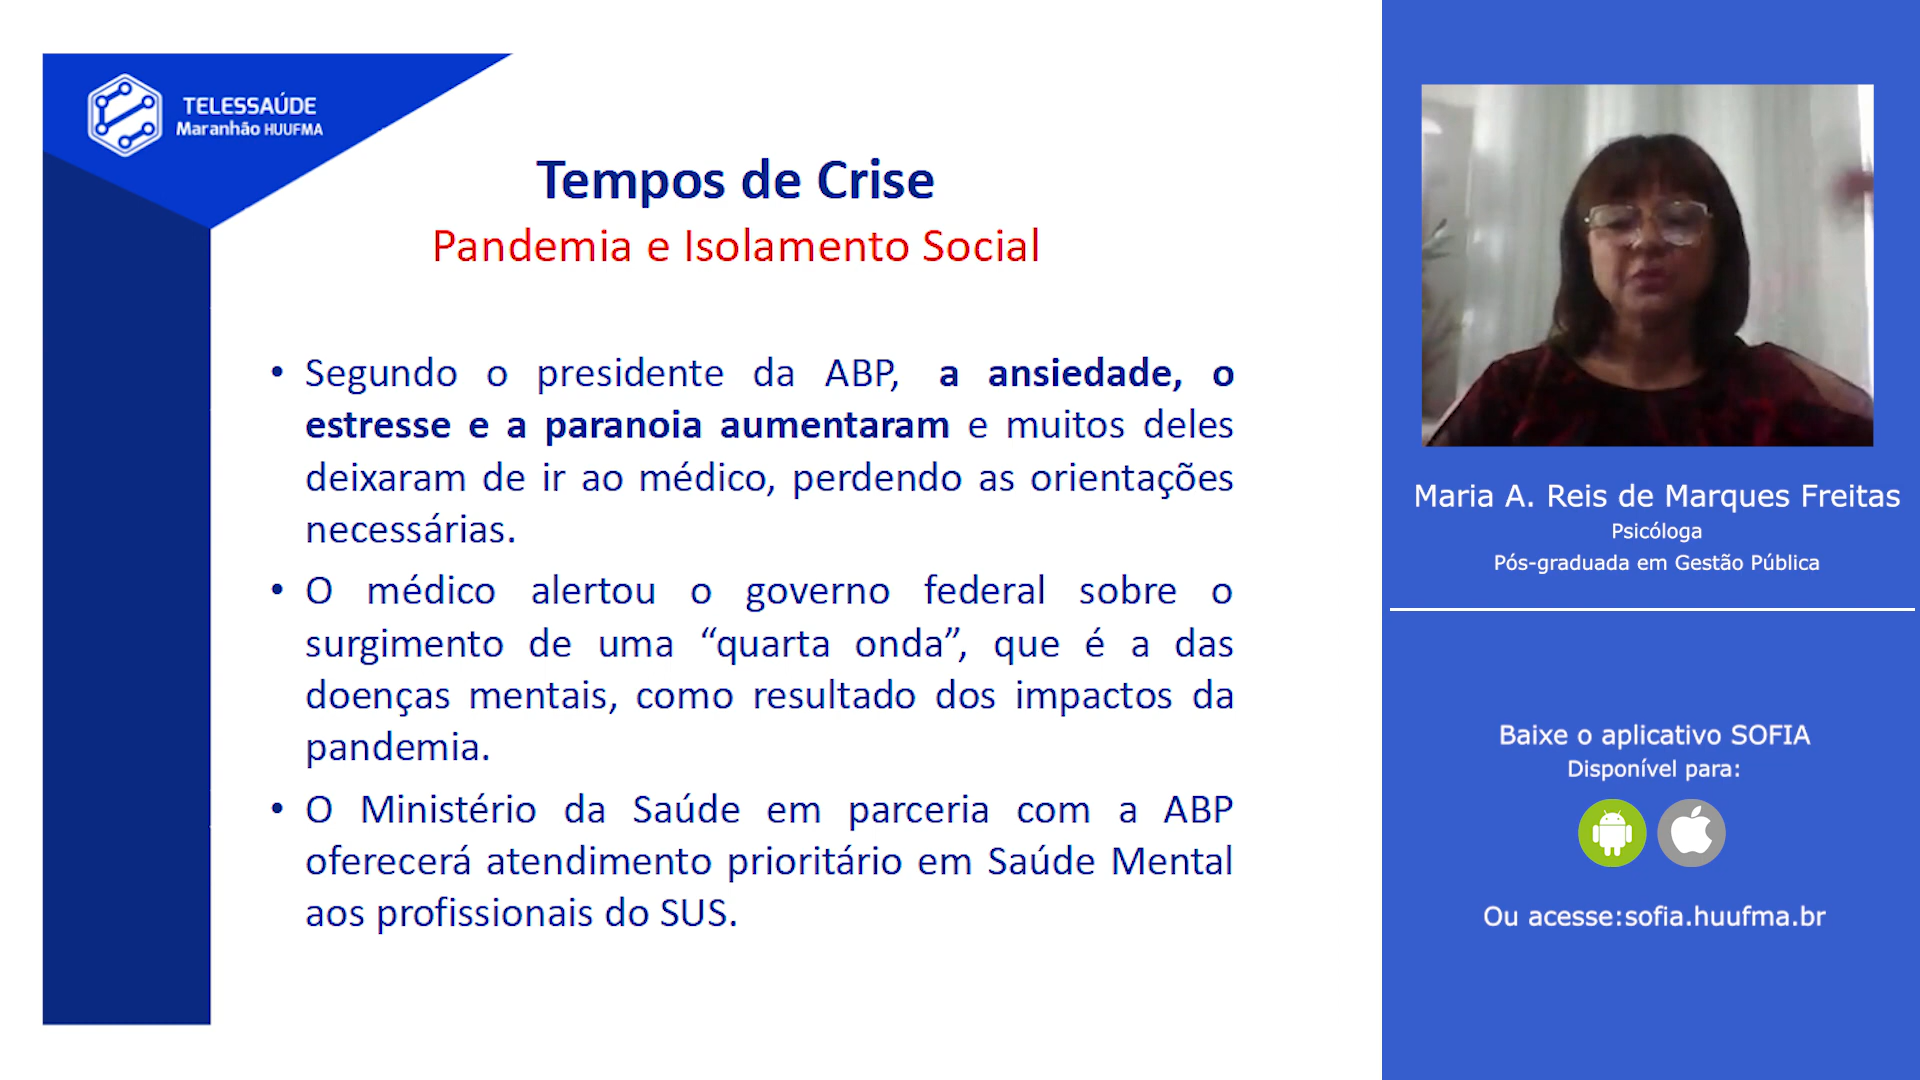 TELESSAÚDE
Maranhão HUUFMA
Tempos de Crise
Pandemia e Isolamento Social
• Segundo o presidente da ABP, a ansiedade, o
estresse e a paranoia aumentaram e muitos deles
deixaram de ir ao médico, perdendo as orientações
necessárias.
• O médico alertou o governo federal sobre o
surgimento de uma “quarta onda”, que é a das
doenças mentais, como resultado dos impactos da
pandemia.
• O Ministério da Saúde em parceria com a ABP
oferecerá atendimento prioritário em Saúde Mental
aos profissionais do SUS.
Maria A. Reis de Marques Freitas
Psicóloga
Pós-graduada em Gestão Pública
Baixe o aplicativo SOFIA
Disponível para:
Ou acesse:sofia.huufma.br